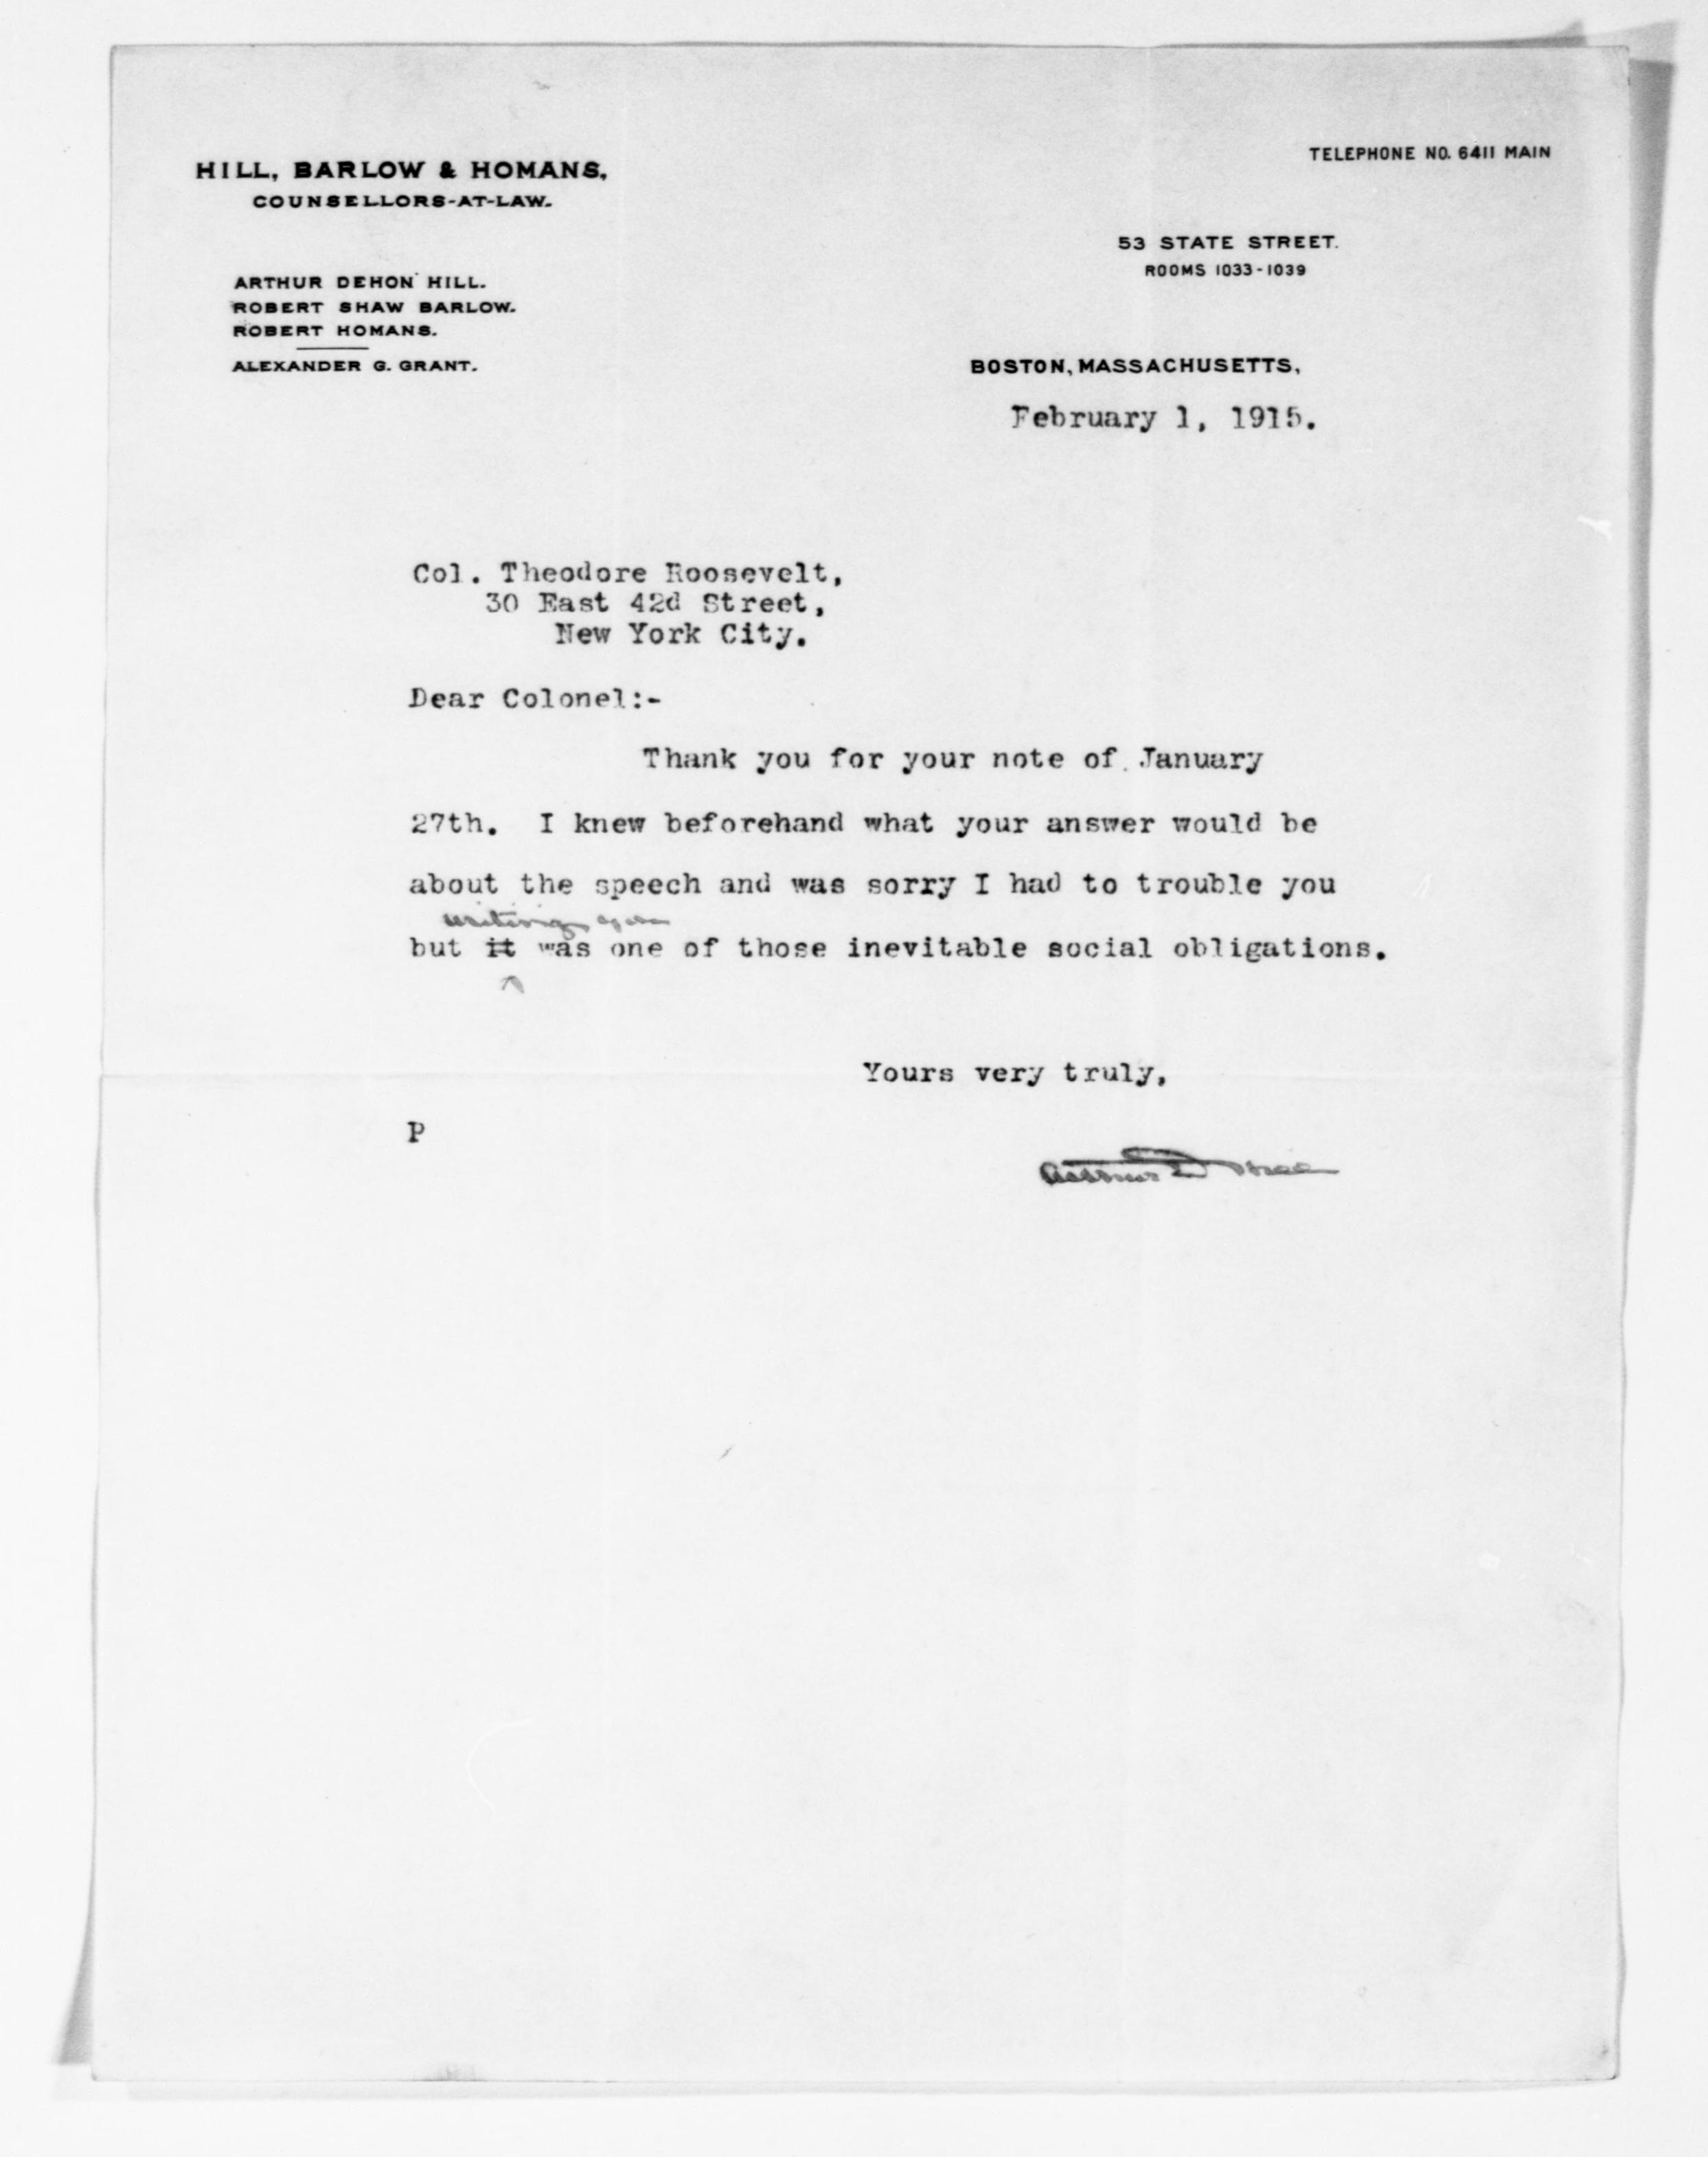 HILL, BARLOW & HOMANS,
COUNSELLORS-AT-LAW.
TELEPHONE NO. 6411 MAIN
53 STATE STREET.
ROOMS 1033-1039
ARTHUR DEHON HILL.
ROBERT SHAW BARLOW.
ROBERT HOMANS.
ALEXANDER G. GRANT.
BOSTON, MASSACHUSETTS,
February 1, 1915.
Col. Theodore Roosevelt,
30 East 42d Street,
New York City.
Dear Colonel:-
Thank you for your note of January
27th. I knew beforehand what your answer would be
about the speech and was sorry I had to trouble you
writing
but it was one of those inevitable social obligations.
Yours very truly,
P
Arthur D Hill